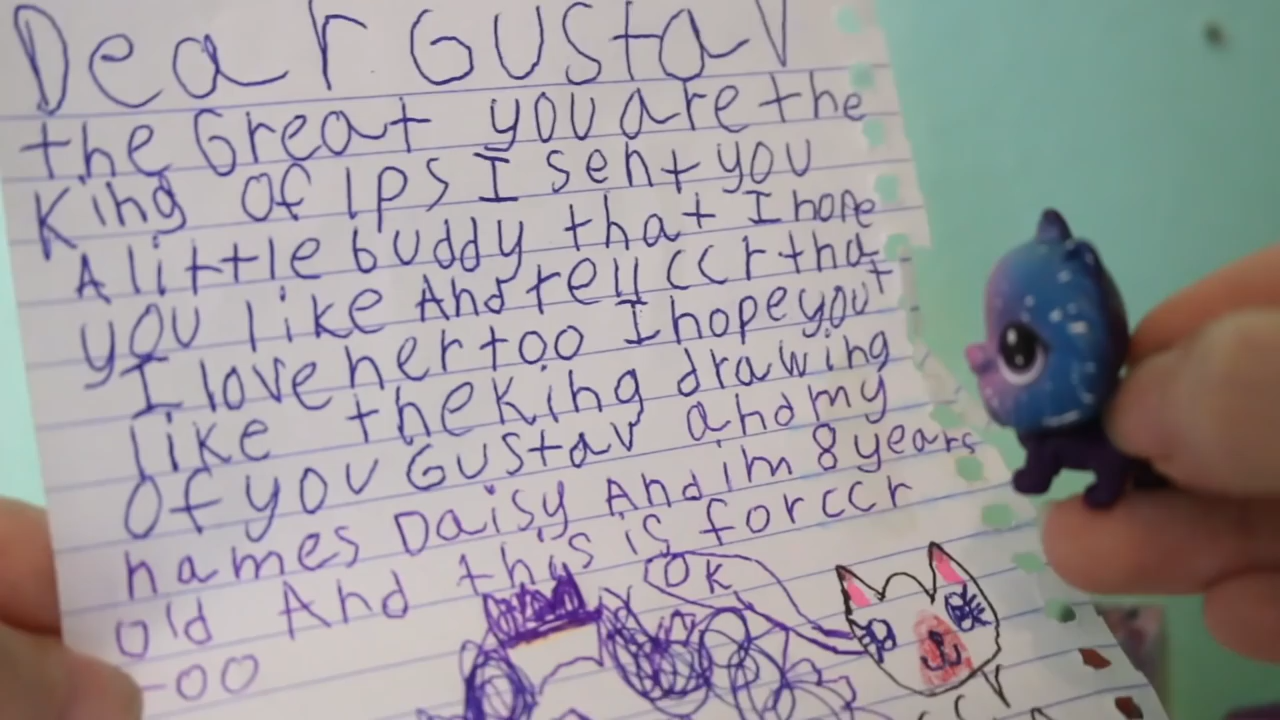 Dear Gustav
the Great you are the
King of lps I sent you
A little buddy that I hope
you like And tell ccr that
I love her too I hope you
like the King drawing
of you Gustav and my
names Daisy And im 8 years
old And this is for ccr
-oo
OK